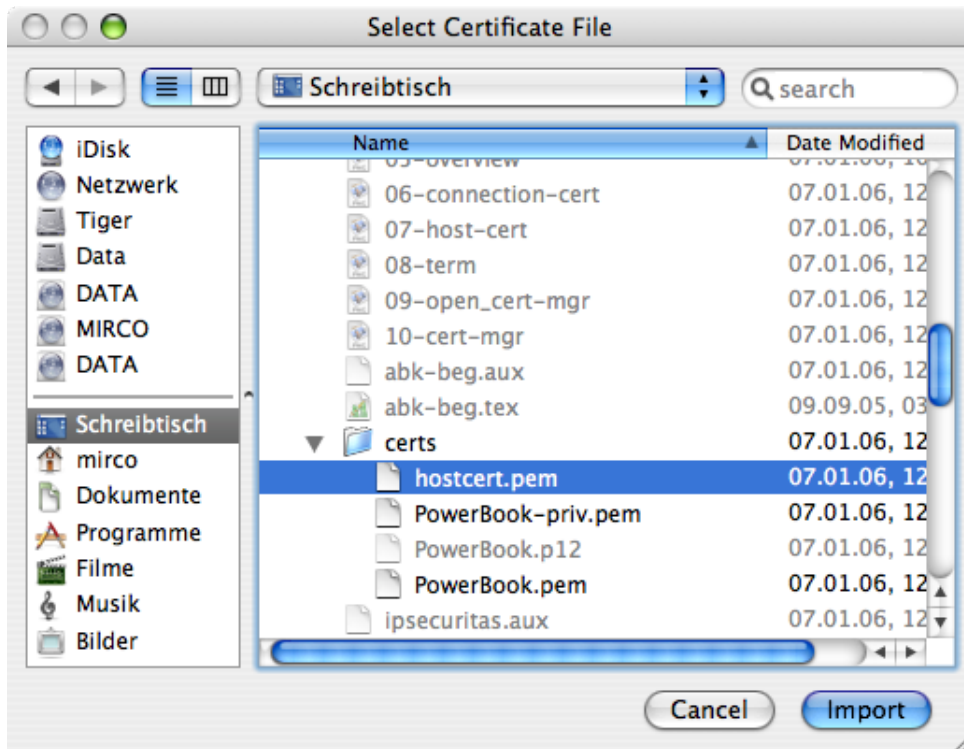 Select Certificate File
Schreibtisch
search
iDisk
Netzwerk
Tiger
Data
DATA
MIRCO
DATA
Schreibtisch
mirco
Dokumente
Programme
Filme
Musik
Bilder
Name Date Modified
05-overview 07.01.06,
06-connection-cert 07.01.06, 12
07-host-cert 07.01.06, 12
08-term 07.01.06, 12
09-open_cert-mgr 07.01.06, 12
10-cert-mgr 07.01.06, 12
abk-beg.aux 07.01.06, 12
abk-beg.tex 09.09.05, 03
certs 07.01.06, 12
hostcert.pem 07.01.06, 12
PowerBook-priv.pem 07.01.06, 12
PowerBook.p12 07.01.06, 12
PowerBook.pem 07.01.06, 12
ipsecuritas.aux 07.01.06, 12
Cancel Import